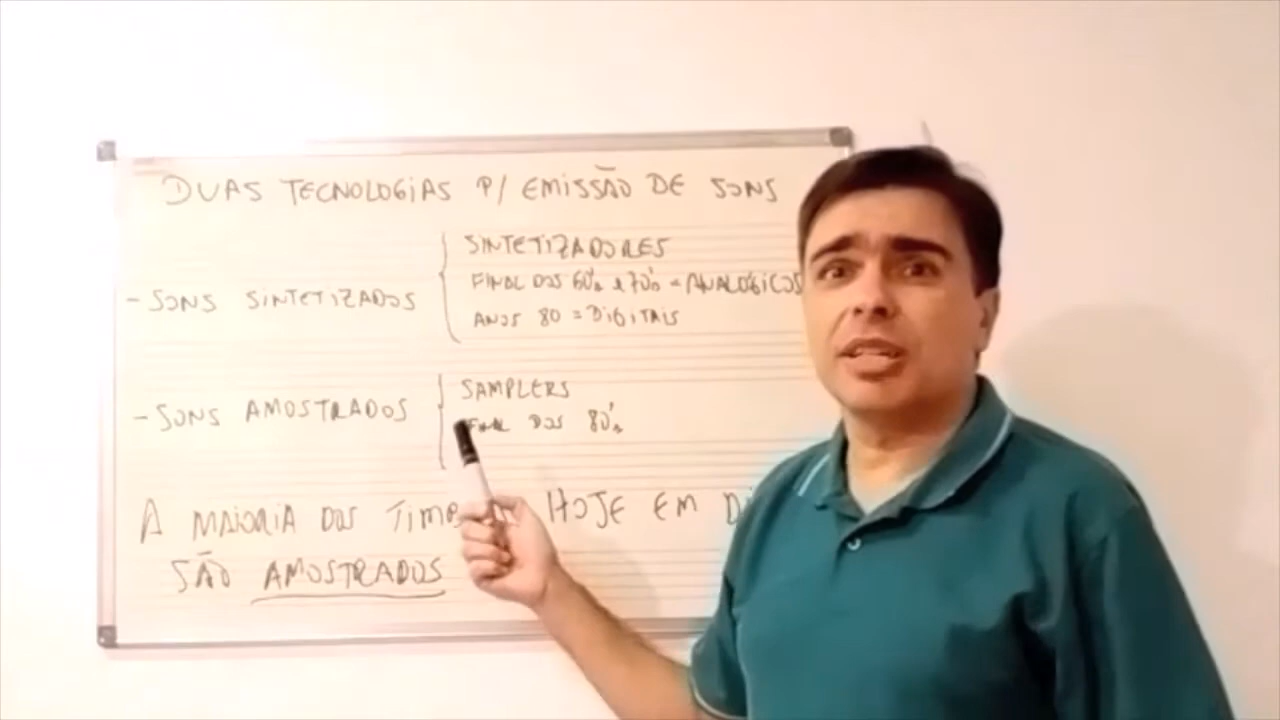 DUAS TECNOLOGIAS P/ EMISSÃO DE SONS
- SONS SINTETIZADOS
SINTETIZADORES
FINAL DOS 60's e 70's = ANALÓGICOS
ANOS 80 = DIGITAIS
- SONS AMOSTRADOS
SAMPLERS
FINAL DOS 80's
A MAIORIA DOS HOJE EM
SÃO AMOSTRADOS